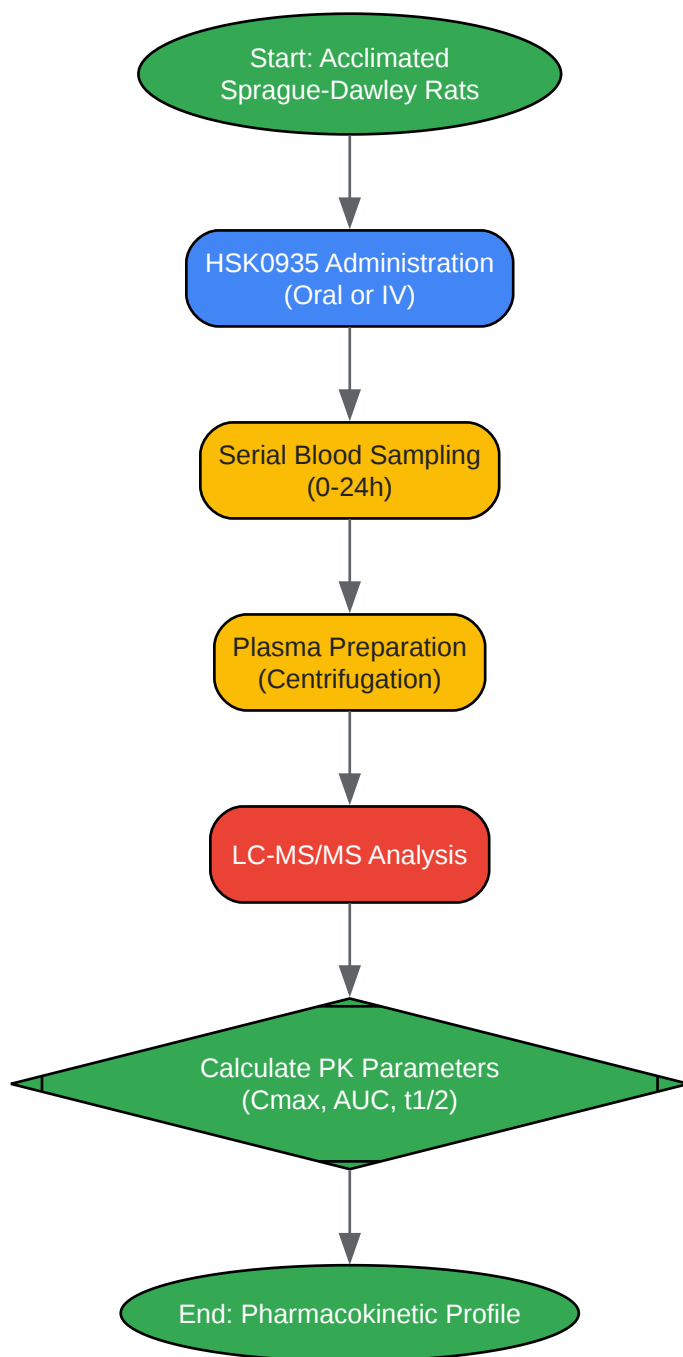 Start: Acclimated
Sprague-Dawley Rats
HSK0935 Administration
(Oral or IV)
Serial Blood Sampling
(0-24h)
Plasma Preparation
(Centrifugation)
LC-MS/MS Analysis
Calculate PK Parameters
(Cmax, AUC, t1/2)
End: Pharmacokinetic Profile